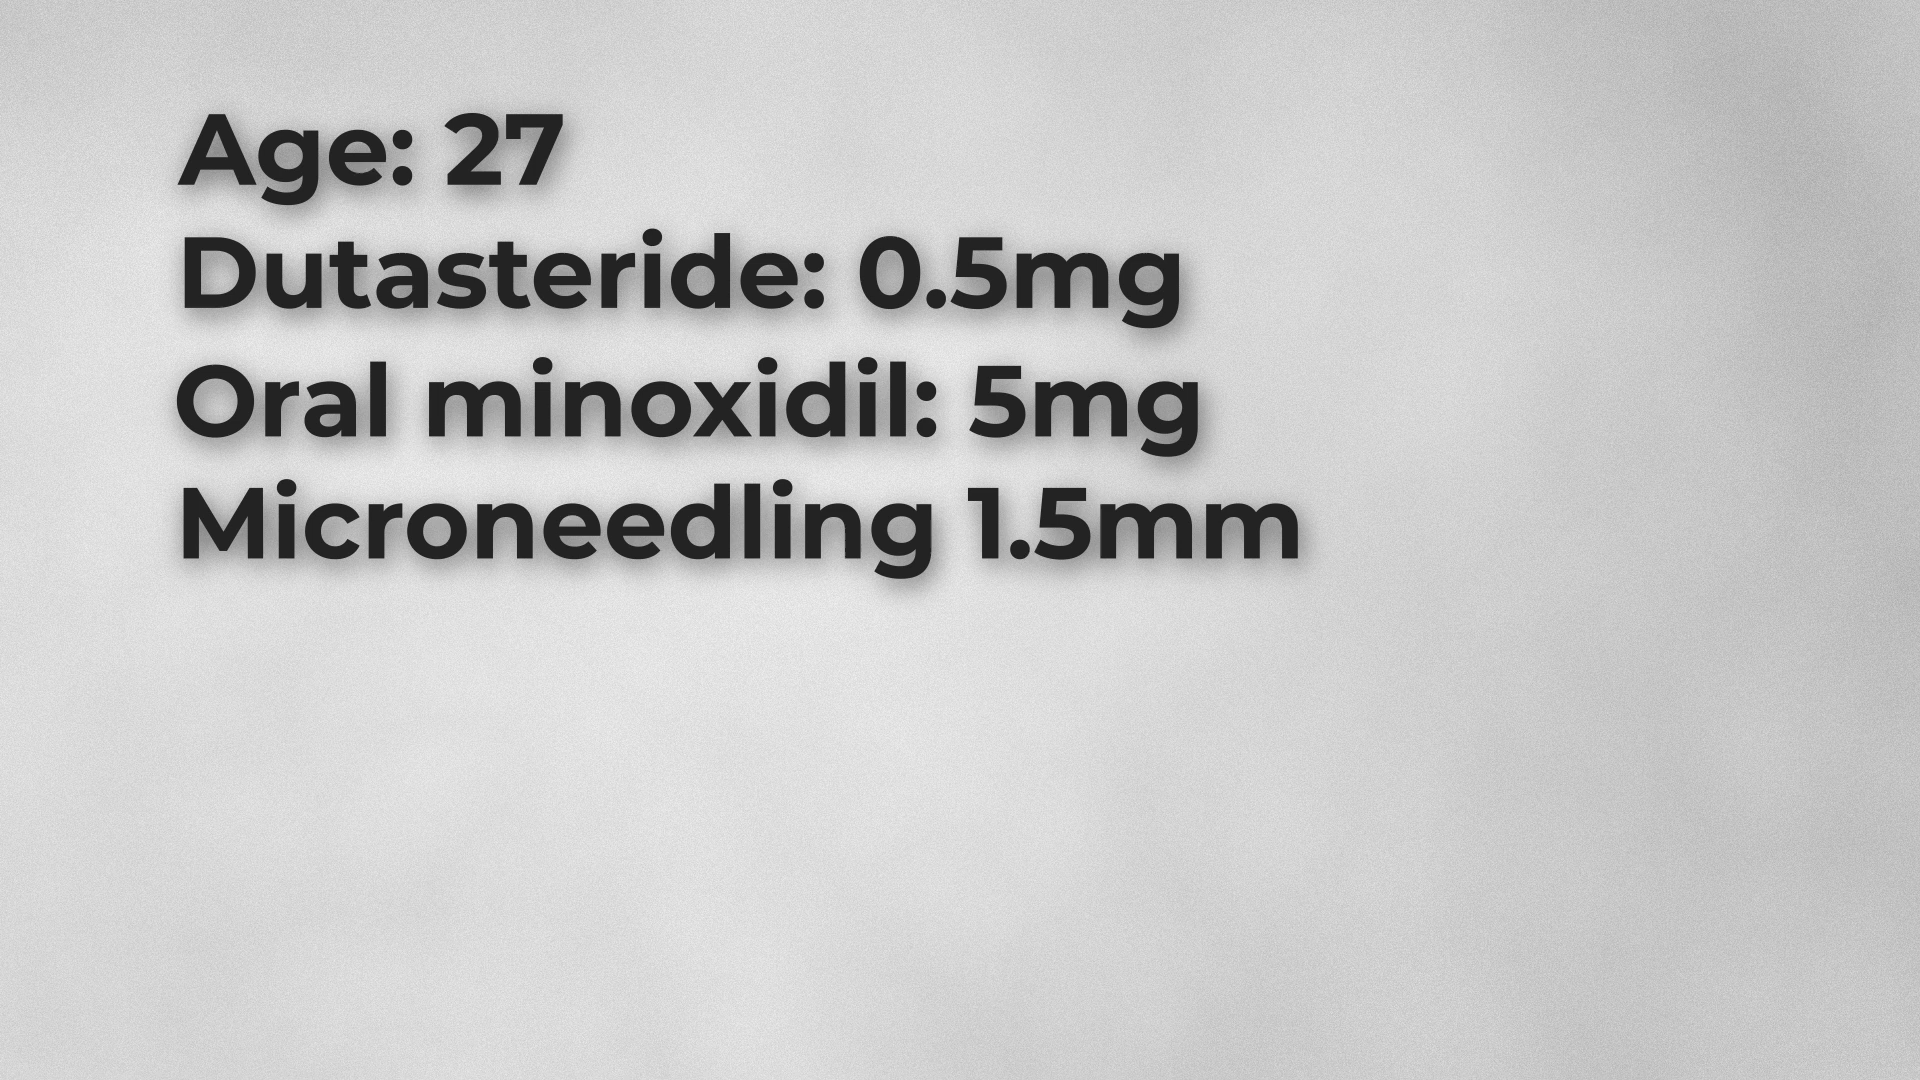 Age: 27
Dutasteride: 0.5mg
Oral minoxidil: 5mg
Microneedling 1.5mm